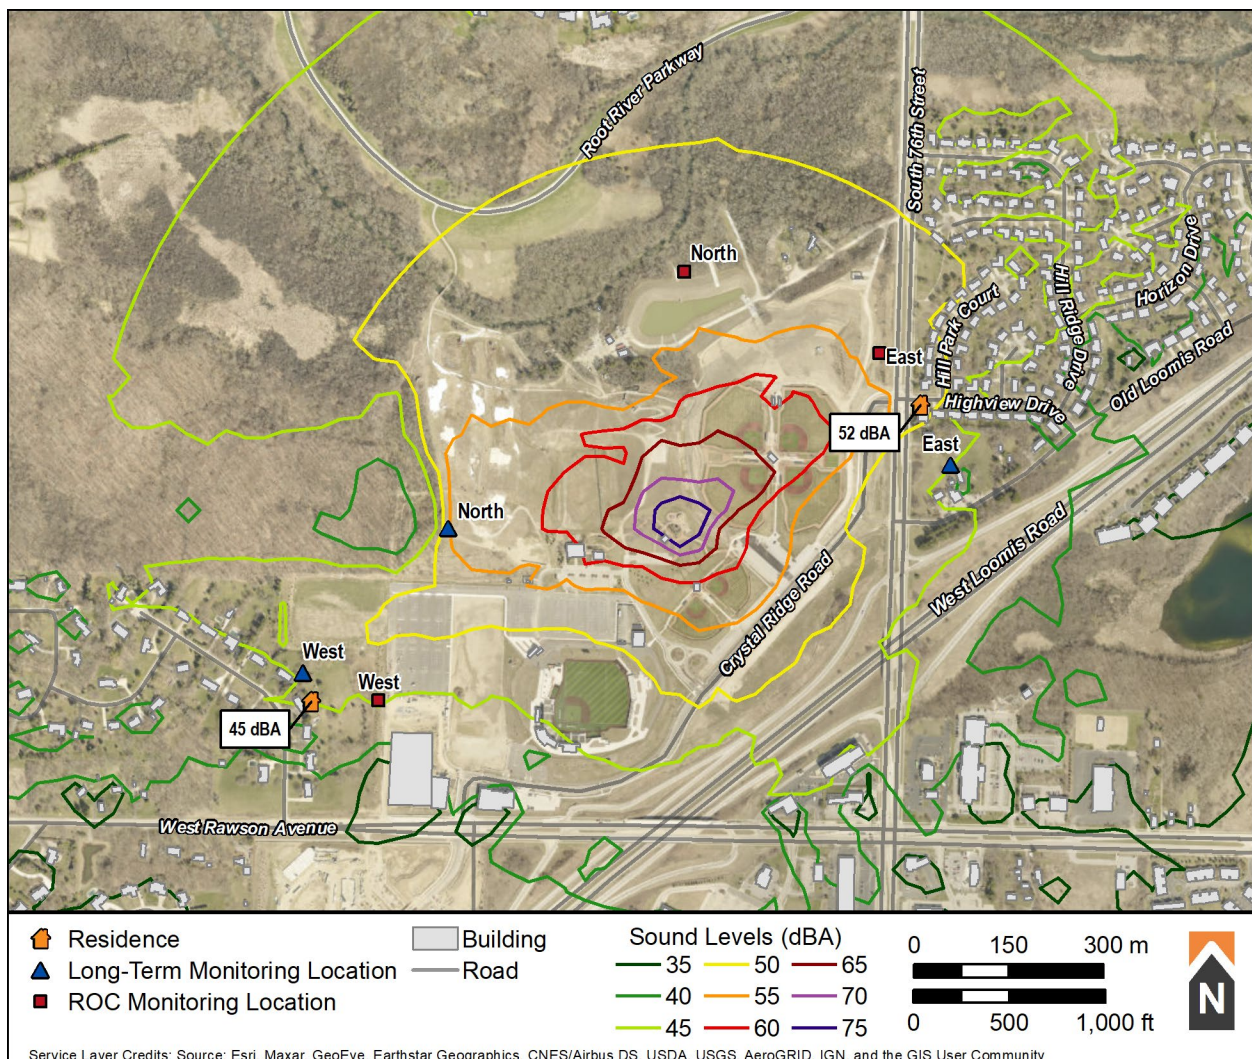 Root River Parkway
South 76th Street
North
East
Hill Park Court
Hill Ridge Drive
Horizon Drive
Old Loomis Road
Highview Drive
52 dBA
East
North
West Loomis Road
Crystal Ridge Road
West
West
45 dBA
West Rawson Avenue
Residence
Long-Term Monitoring Location
ROC Monitoring Location
Building
Road
Sound Levels (dBA)
35 50 65
40 55 70
45 60 75
0 150 300 m
0 500 1,000 ft
N
Service Layer Credits: Source: Esri, Maxar, GeoEye, Earthstar Geographics, CNES/Airbus DS, USDA, USGS, AeroGRID, IGN, and the GIS User Community